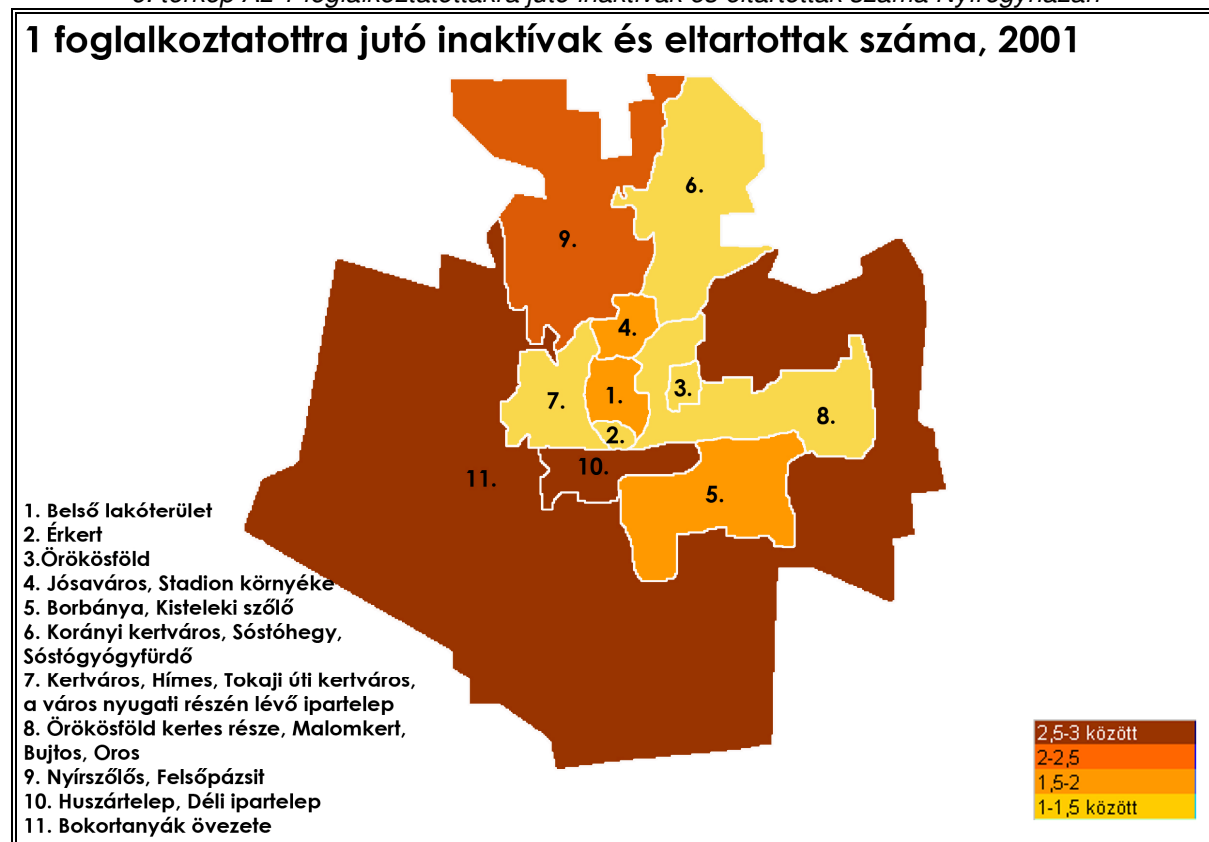 1 foglalkoztatottra jutó inaktívak és eltartottak száma, 2001
6.
9.
4.
3.
7.
1.
8.
2.
10.
11.
5.
1. Belső lakóterület
2. Érkert
3.Örökösföld
4. Jósaváros, Stadion környéke
5. Borbánya, Kisteleki szőlő
6. Korányi kertváros, Sóstóhegy,
Sóstógyógyfürdő
7. Kertváros, Hímes, Tokaji úti kertváros,
a város nyugati részén lévő ipartelep
8. Örökösföld kertes része, Malomkert,
Bujtos, Oros
9. Nyírszőlős, Felsőpázsit
10. Huszártelep, Déli ipartelep
11. Bokortanyák övezete
2,5-3 között
2-2,5
1,5-2
1-1,5 között